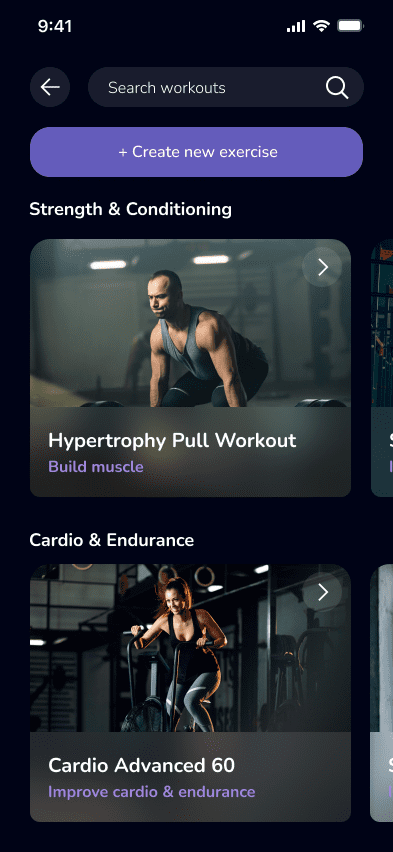 9:41
Search workouts
+ Create new exercise
Strength & Conditioning
Hypertrophy Pull Workout
Build muscle
Cardio & Endurance
Cardio Advanced 60
Improve cardio & endurance